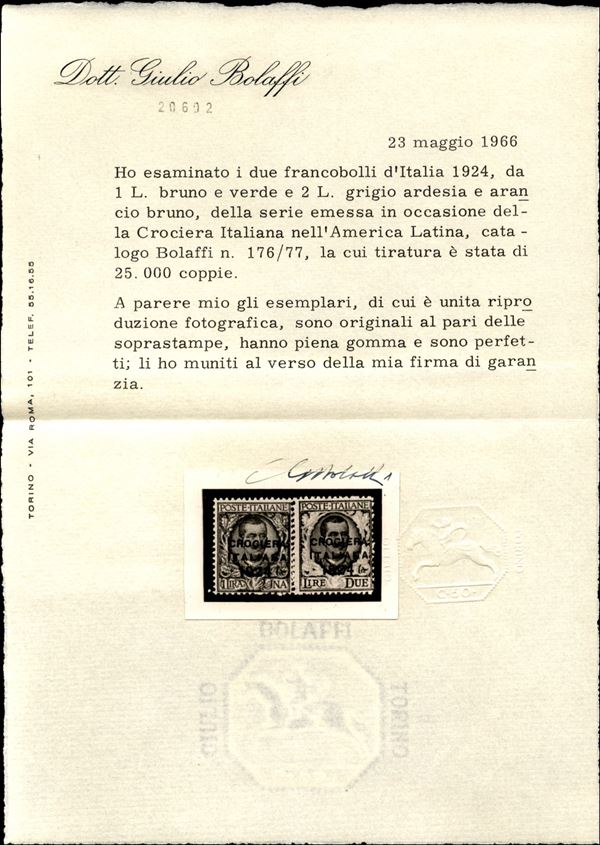 Dott. Giulio Bolaffi
20602
23 maggio 1966
Ho esaminato i due francobolli d'Italia 1924, da
1 L. bruno e verde e 2 L. grigio ardesia e aran
cio bruno, della serie emessa in occasione del-
la Crociera Italiana nell'America Latina, cata-
logo Bolaffi n. 176/77, la cui tiratura è stata di
25.000 coppie.
A parere mio gli esemplari, di cui è unita ripro
duzione fotografica, sono originali al pari delle
soprastampe, hanno piena gomma e sono perfet-
ti; li ho muniti al verso della mia firma di garan
zia.
TORINO - VIA ROMA, 101 - TELEF. 55.16.55
POSTE·ITALIANE POSTE·ITALIANE
CROCIERA CROCIERA
ITALIANA ITALIANA
1924 1924
LIRE DUE
C·60·
BOLAFFI
GIULIO
TORINO